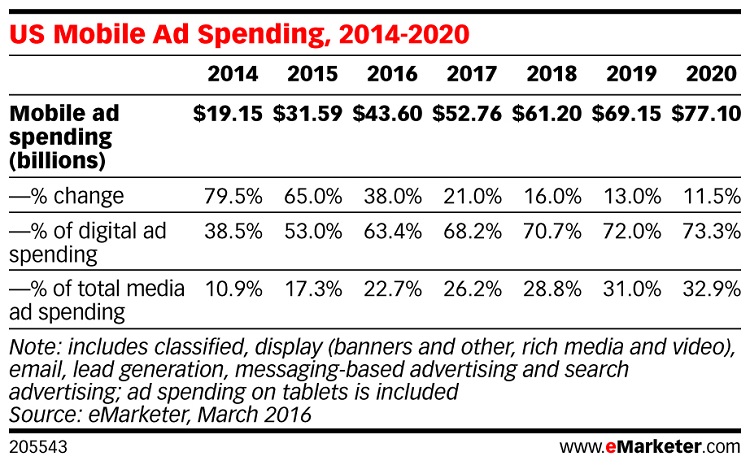 US Mobile Ad Spending, 2014-2020
2014 2015 2016 2017 2018 2019 2020
Mobile ad $19.15 $31.59 $43.60 $52.76 $61.20 $69.15 $77.10
spending
(billions)
—% change 79.5% 65.0% 38.0% 21.0% 16.0% 13.0% 11.5%
—% of digital ad 38.5% 53.0% 63.4% 68.2% 70.7% 72.0% 73.3%
spending
—% of total media 10.9% 17.3% 22.7% 26.2% 28.8% 31.0% 32.9%
ad spending
Note: includes classified, display (banners and other, rich media and video),
email, lead generation, messaging-based advertising and search
advertising; ad spending on tablets is included
Source: eMarketer, March 2016
205543 www.eMarketer.com